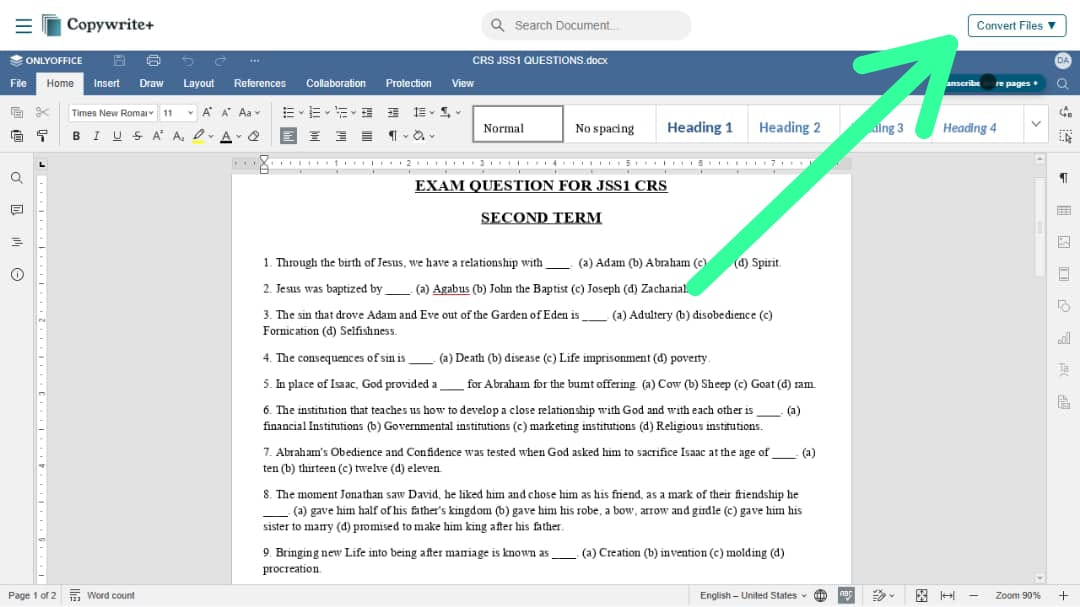 Copywrite+
Search Document...
Convert Files ▼
ONLYOFFICE
CRS JSS1 QUESTIONS.docx
DA
File Home Insert Draw Layout References Collaboration Protection View
pages +
Times New Roma 11 Aa
Normal No spacing Heading 1 Heading 2 3 Heading 4
B I U S A² A₂ A
1 2 3 4 5 6 7
EXAM QUESTION FOR JSS1 CRS
SECOND TERM
1. Through the birth of Jesus, we have a relationship with ____. (a) Adam (b) Abraham (c) (d) Spirit.
2. Jesus was baptized by ____. (a) Agabus (b) John the Baptist (c) Joseph (d)
3. The sin that drove Adam and Eve out of the Garden of Eden is ____. (a) Adultery (b) disobedience (c)
Fornication (d) Selfishness.
4. The consequences of sin is ____. (a) Death (b) disease (c) Life imprisonment (d) poverty.
5. In place of Isaac, God provided a ____ for Abraham for the burnt offering. (a) Cow (b) Sheep (c) Goat (d) ram.
6. The institution that teaches us how to develop a close relationship with God and with each other is ____. (a)
financial Institutions (b) Governmental institutions (c) marketing institutions (d) Religious institutions.
7. Abraham's Obedience and Confidence was tested when God asked him to sacrifice Isaac at the age of ____. (a)
ten (b) thirteen (c) twelve (d) eleven.
8. The moment Jonathan saw David, he liked him and chose him as his friend, as a mark of their friendship he
____. (a) gave him half of his father's kingdom (b) gave him his robe, a bow, arrow and girdle (c) gave him his
sister to marry (d) promised to make him king after his father.
9. Bringing new Life into being after marriage is known as ____. (a) Creation (b) invention (c) molding (d)
procreation.
Page 1 of 2 Word count English – United States Zoom 90%